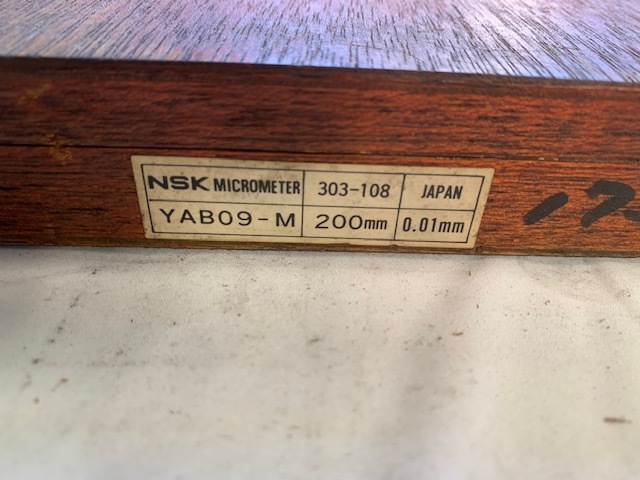 NSK MICROMETER 303-108 JAPAN
YAB09-M 200mm 0.01mm